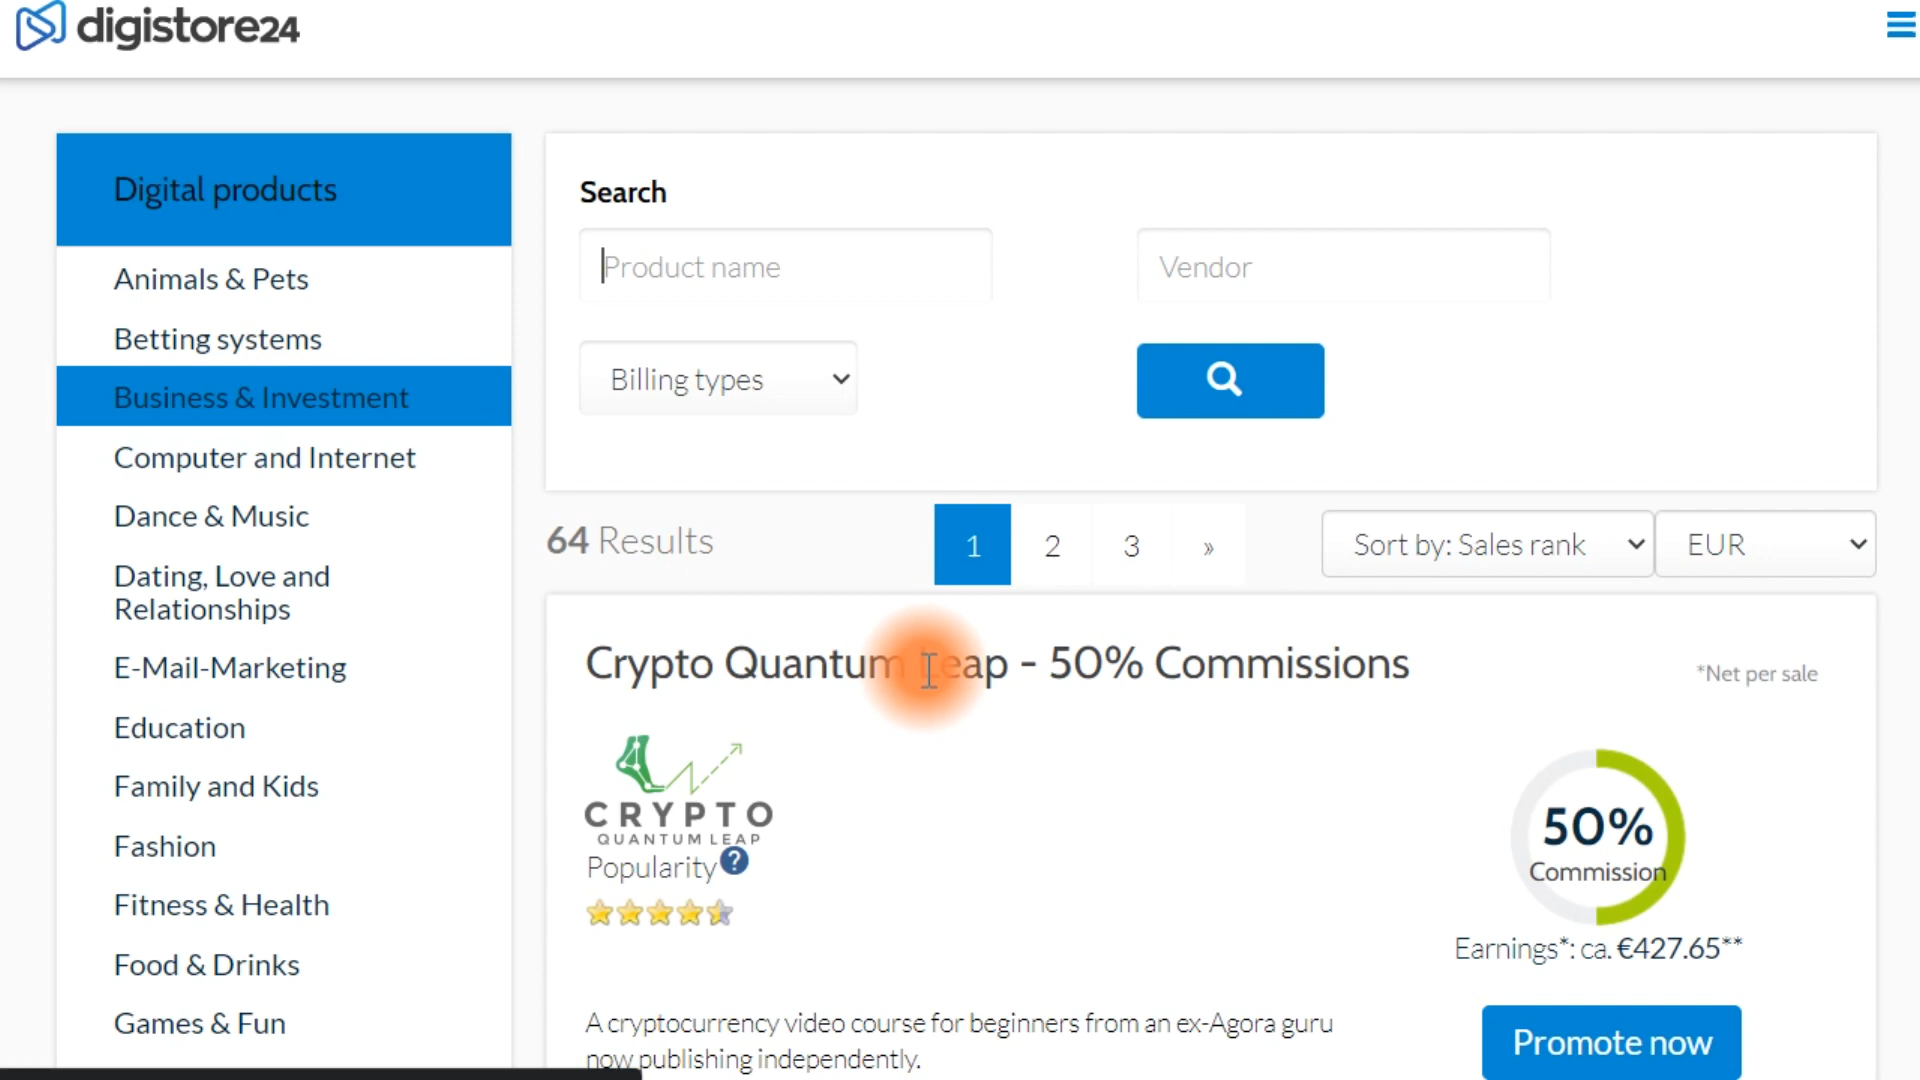 digistore24
Digital products
Animals & Pets
Betting systems
Business & Investment
Computer and Internet
Dance & Music
Dating, Love and
Relationships
E-Mail-Marketing
Education
Family and Kids
Fashion
Fitness & Health
Food & Drinks
Games & Fun
Search
Product name
Vendor
Billing types
64 Results
1 2 3 »
Sort by: Sales rank
EUR
Crypto Quantum Leap - 50% Commissions
*Net per sale
CRYPTO
QUANTUM LEAP
Popularity ?
50%
Commission
Earnings*: ca. €427.65**
A cryptocurrency video course for beginners from an ex-Agora guru
now publishing independently.
Promote now